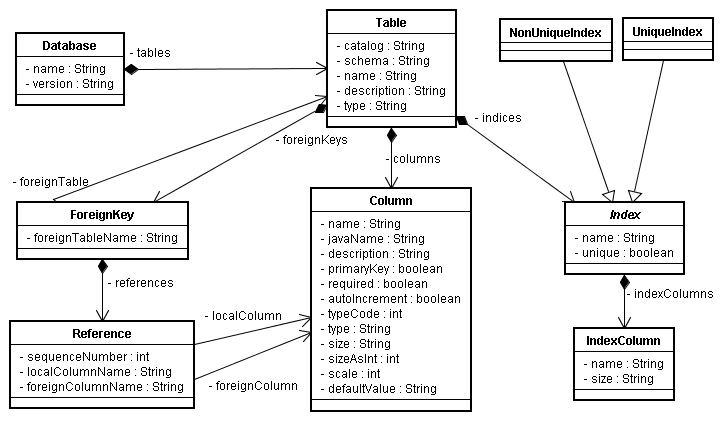 Database
- name : String
- version : String
- tables
Table
- catalog : String
- schema : String
- name : String
- description : String
- type : String
NonUniqueIndex
UniqueIndex
- foreignKeys
- columns
- indices
- foreignTable
ForeignKey
- foreignTableName : String
- references
Column
- name : String
- javaName : String
- description : String
- primaryKey : boolean
- required : boolean
- autoIncrement : boolean
- typeCode : int
- type : String
- size : String
- sizeAsInt : int
- scale : int
- defaultValue : String
Index
- name : String
- unique : boolean
- indexColumns
Reference
- sequenceNumber : int
- localColumnName : String
- foreignColumnName : String
- localColumn
- foreignColumn
IndexColumn
- name : String
- size : String